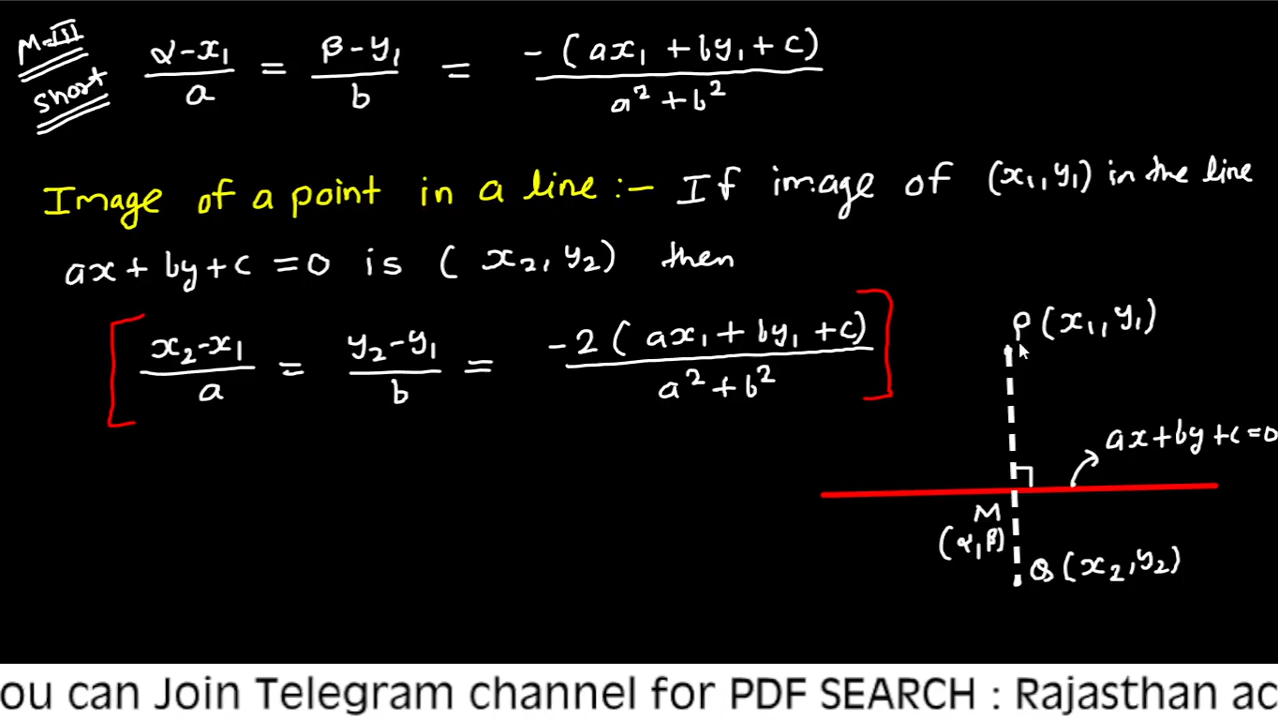 M-III
Short
α-x₁/a = β-y₁/b = -(ax₁+by₁+c)/a²+b²
Image of a point in a line :- If image of (x₁,y₁) in the line
ax+by+c=0 is (x₂,y₂) then
[x₂-x₁/a = y₂-y₁/b = -2(ax₁+by₁+c)/a²+b²]
P(x₁,y₁)
ax+by+c=0
M
(α,β)
Q(x₂,y₂)
ou can Join Telegram channel for PDF SEARCH : Rajasthan ac